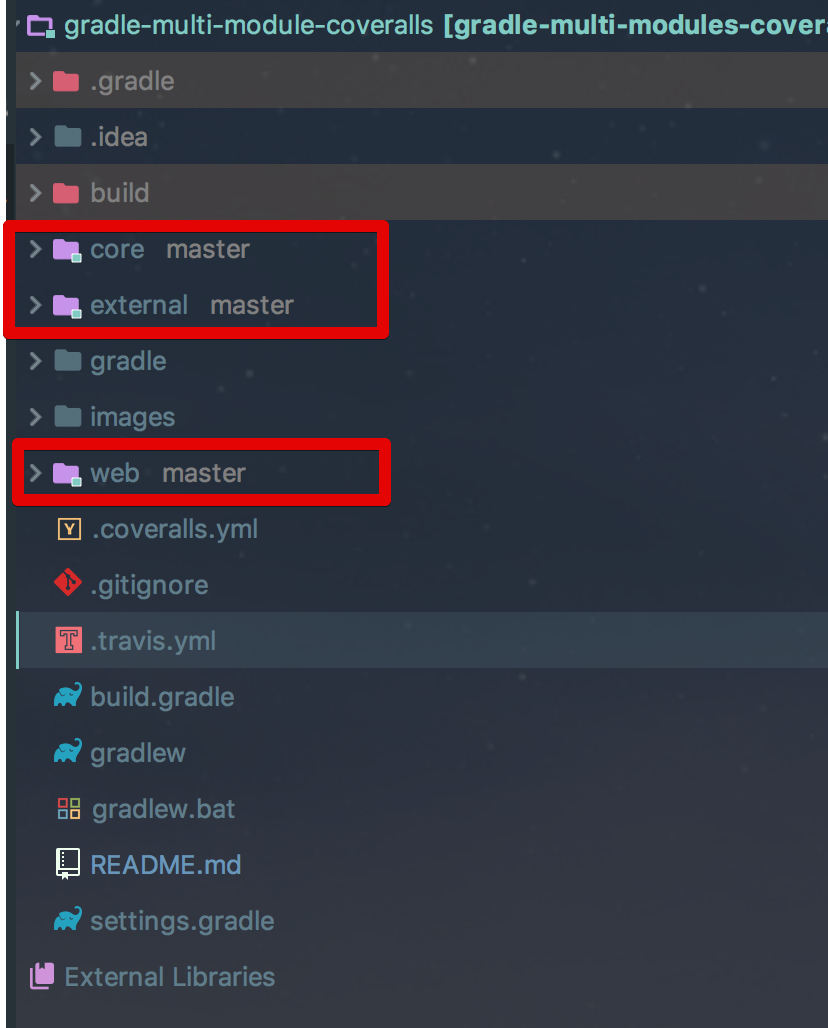 gradle-multi-module-coveralls [gradle-multi-modules-covera
.gradle
.idea
build
core master
external master
gradle
images
web master
Y .coveralls.yml
.gitignore
T .travis.yml
build.gradle
gradlew
gradlew.bat
README.md
settings.gradle
External Libraries